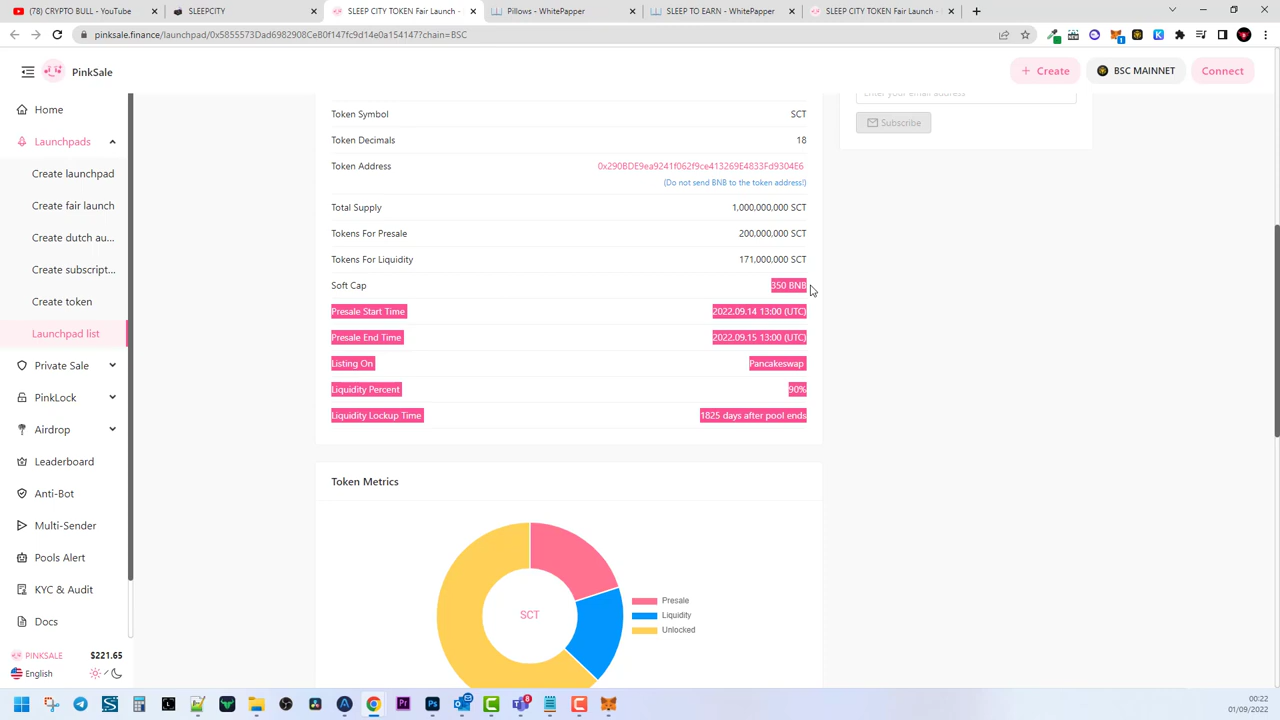 (78) CRYPTO BULL - YouTube
SLEEPCITY
SLEEP CITY TOKEN Fair Launch -
Pillows - WhitePapper
SLEEP TO EARN - WhitePapper
SLEEP CITY TOKEN Fair Launch -
pinksale.finance/launchpad/0x5855573Dad6982908Ce80f147fc9d14e0a154147?chain=BSC
PinkSale
Create
BSC MAINNET
Connect
Home
Launchpads
Create launchpad
Create fair launch
Create dutch au...
Create subscript...
Create token
Launchpad list
Private Sale
PinkLock
Airdrop
Leaderboard
Anti-Bot
Multi-Sender
Pools Alert
KYC & Audit
Docs
PINKSALE $221.65
English
Enter your email address
Subscribe
Token Symbol SCT
Token Decimals 18
Token Address 0x290BDE9ea9241f062f9ce413269E4833Fd9304E6
(Do not send BNB to the token address!)
Total Supply 1,000,000,000 SCT
Tokens For Presale 200,000,000 SCT
Tokens For Liquidity 171,000,000 SCT
Soft Cap 350 BNB
Presale Start Time 2022.09.14 13:00 (UTC)
Presale End Time 2022.09.15 13:00 (UTC)
Listing On Pancakeswap
Liquidity Percent 90%
Liquidity Lockup Time 1825 days after pool ends
Token Metrics
SCT
Presale
Liquidity
Unlocked
00:22
01/09/2022